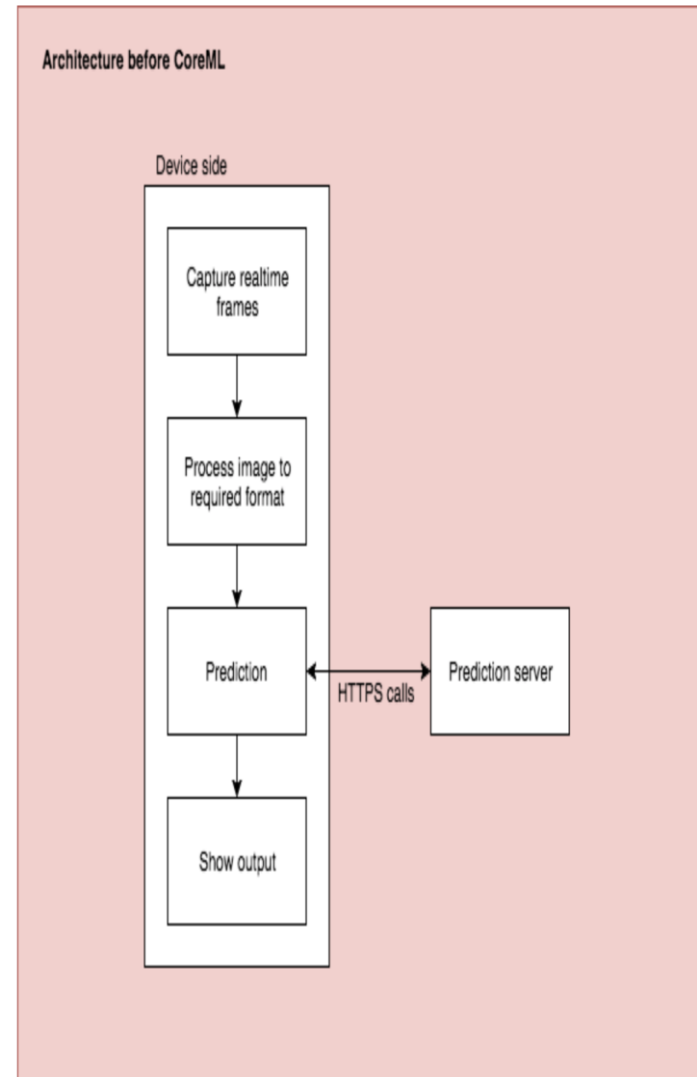 Architecture before CoreML
Device side
Capture realtime
frames
Process image to
required format
Prediction
HTTPS calls
Prediction server
Show output